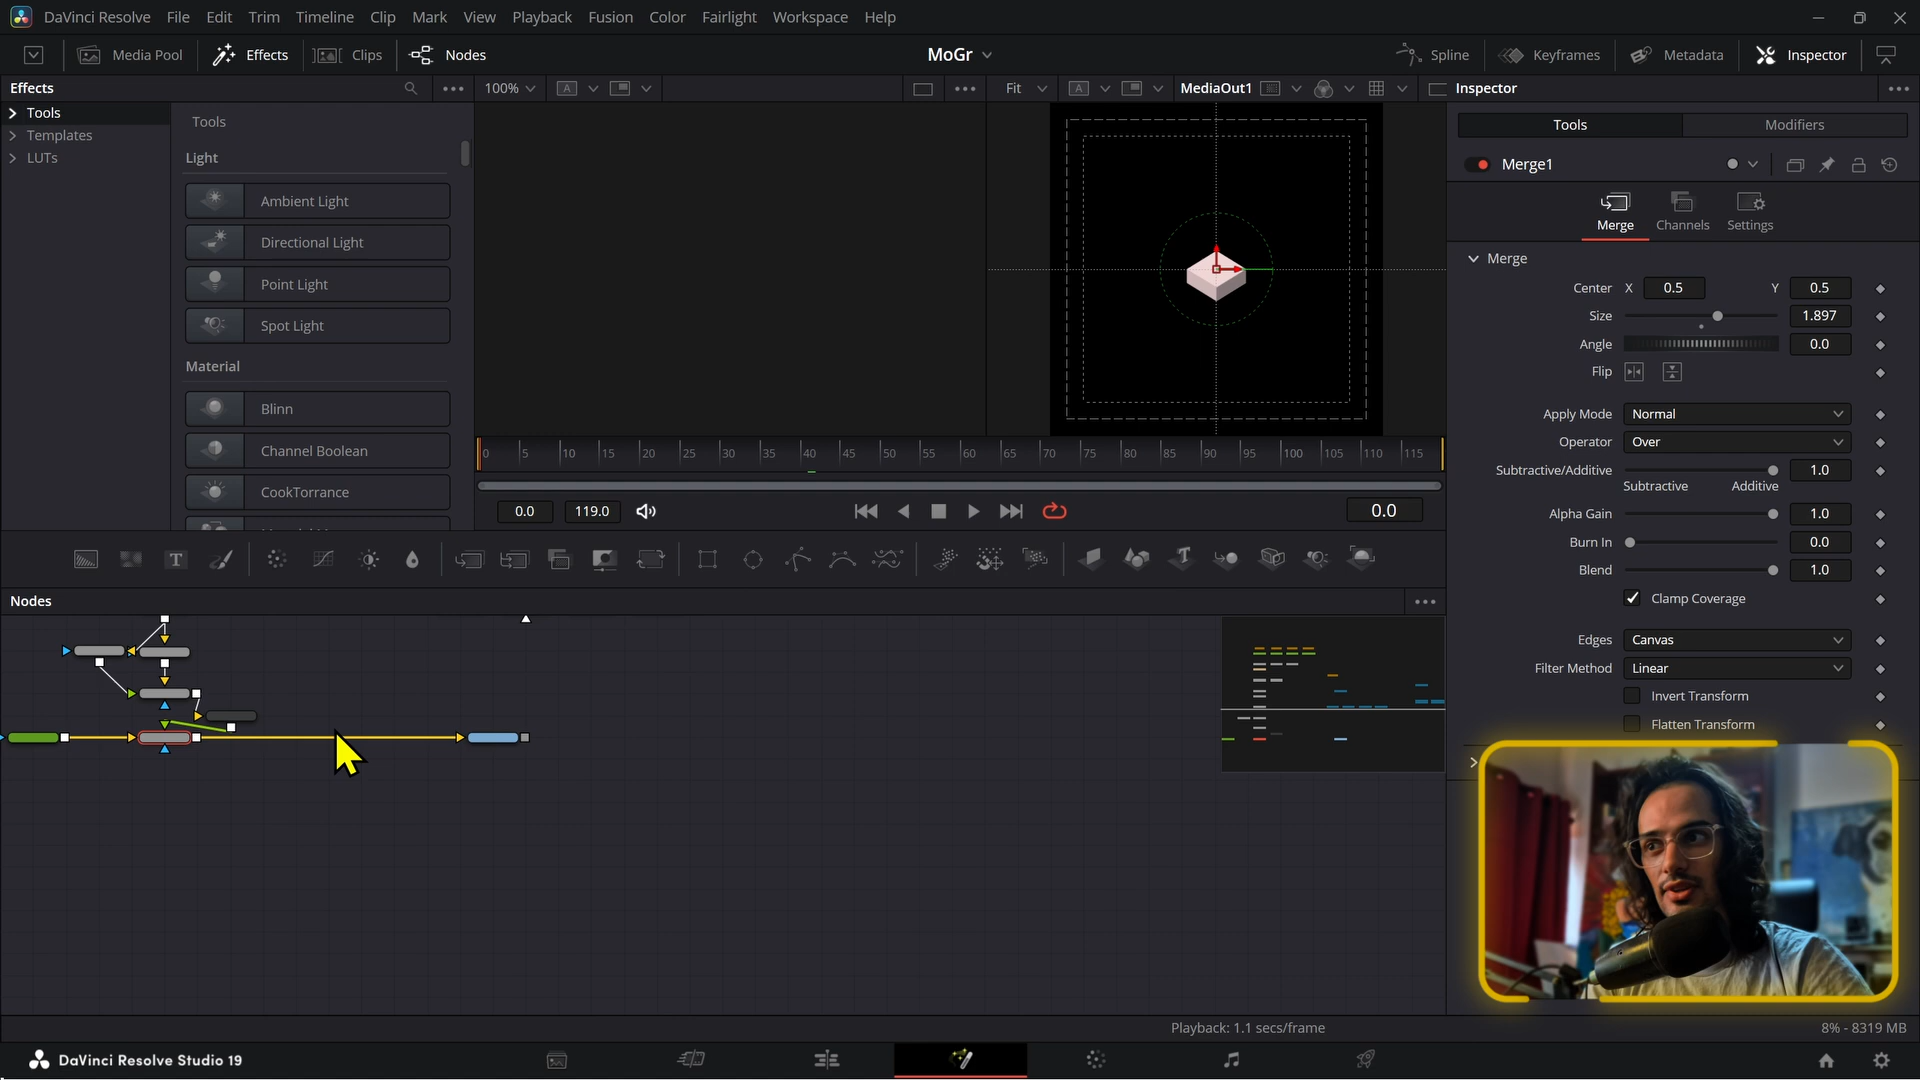 DaVinci Resolve File Edit Trim Timeline Clip Mark View Playback Fusion Color Fairlight Workspace Help
Media Pool Effects Clips Nodes MoGr Spline Keyframes Metadata Inspector
Effects 100% Fit MediaOut1 Inspector
Tools
Templates
LUTs
Tools
Light
Ambient Light
Directional Light
Point Light
Spot Light
Material
Blinn
Channel Boolean
CookTorrance
0 5 10 15 20 25 30 35 40 45 50 55 60 65 70 75 80 85 90 95 100 105 110 115
0.0 119.0 0.0
Nodes
Tools Modifiers
Merge1
Merge Channels Settings
Merge
Center X 0.5 Y 0.5
Size 1.897
Angle 0.0
Flip
Apply Mode Normal
Operator Over
Subtractive/Additive 1.0
Subtractive Additive
Alpha Gain 1.0
Burn In 0.0
Blend 1.0
Clamp Coverage
Edges Canvas
Filter Method Linear
Invert Transform
Flatten Transform
Playback: 1.1 secs/frame 8% - 8319 MB
DaVinci Resolve Studio 19